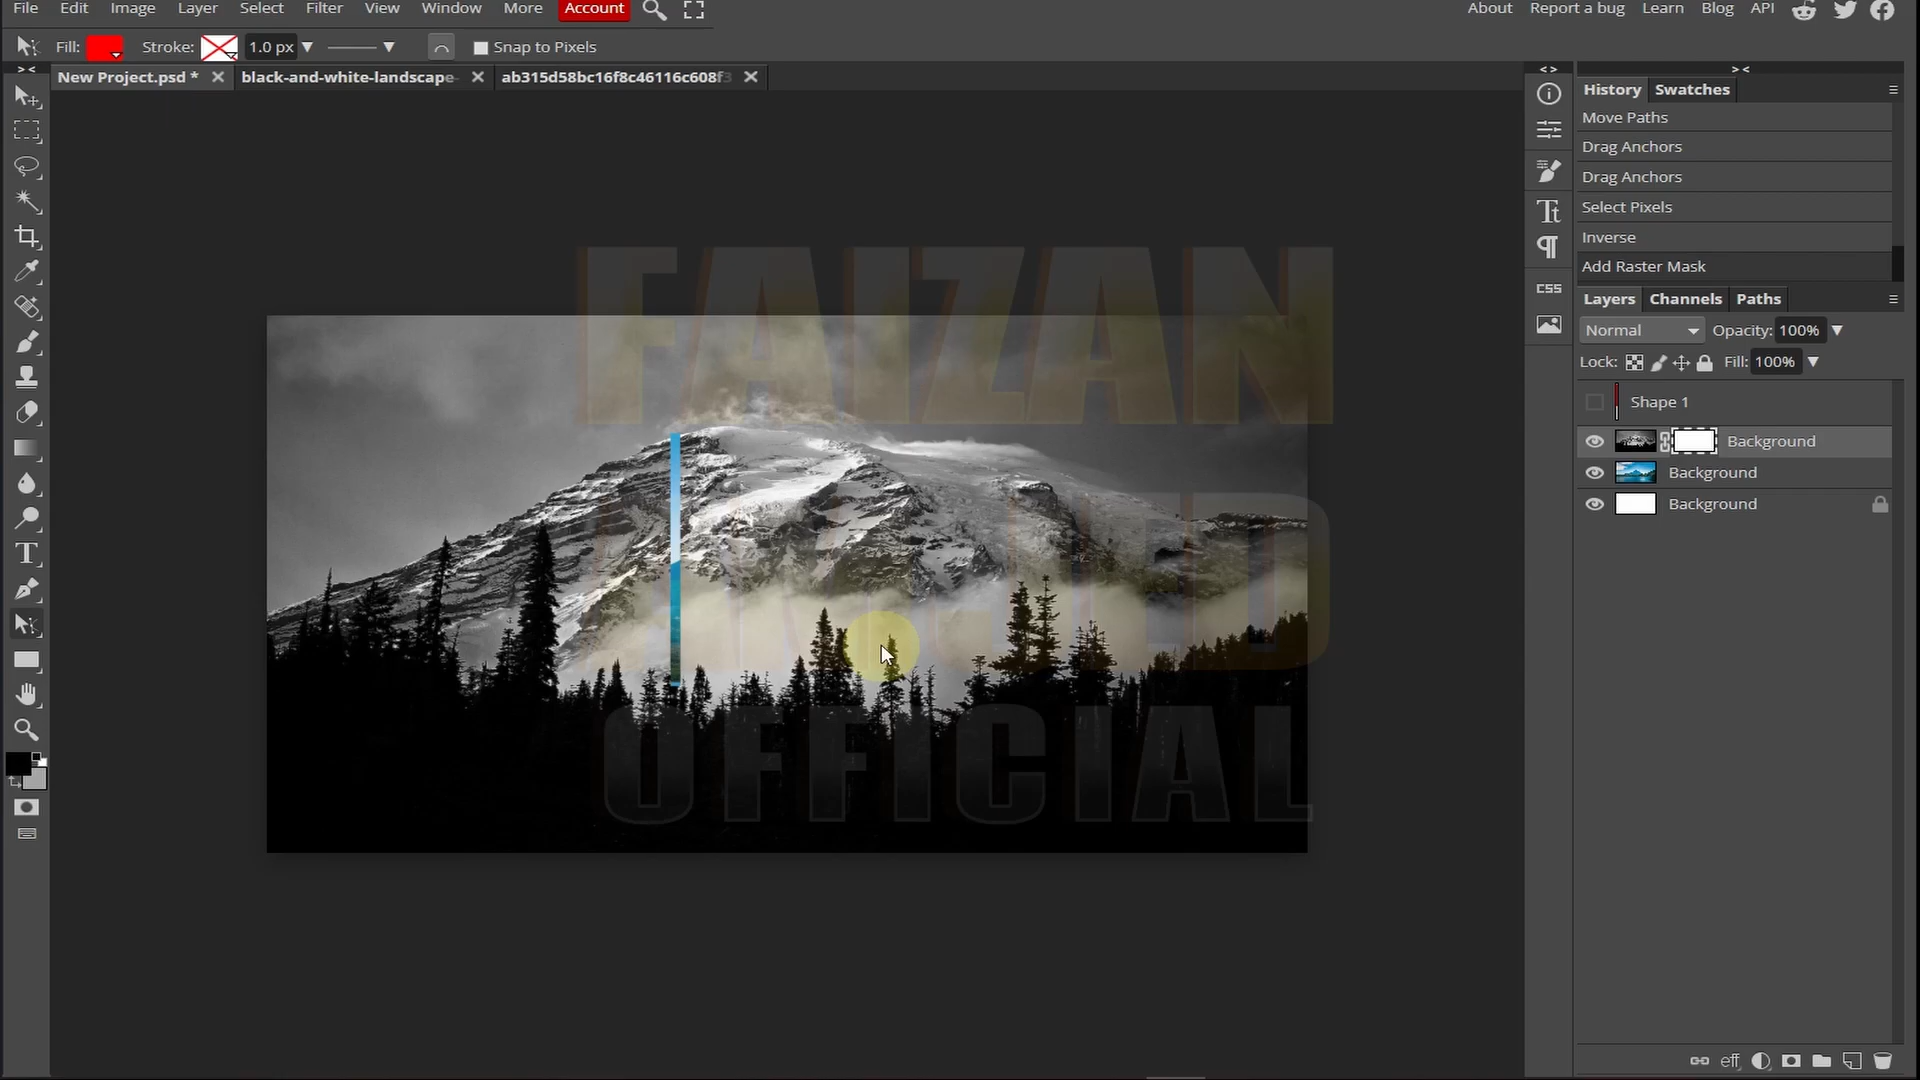 File Edit Image Layer Select Filter View Window More Account About Report a bug Learn Blog API
Fill: Stroke: 1.0 px Snap to Pixels
New Project.psd * black-and-white-landscape- ab315d58bc16f8c46116c608f3
History Swatches
Move Paths
Drag Anchors
Drag Anchors
Select Pixels
Inverse
Add Raster Mask
Layers Channels Paths
Normal Opacity: 100%
Lock: Fill: 100%
Shape 1
Background
Background
Background
CSS
eff
FAIZAN
AMJED
OFFICIAL